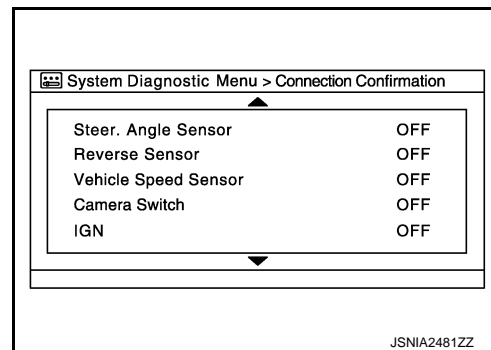 System Diagnostic Menu > Connection Confirmation
Steer. Angle Sensor OFF
Reverse Sensor OFF
Vehicle Speed Sensor OFF
Camera Switch OFF
IGN OFF
JSNIA2481ZZ